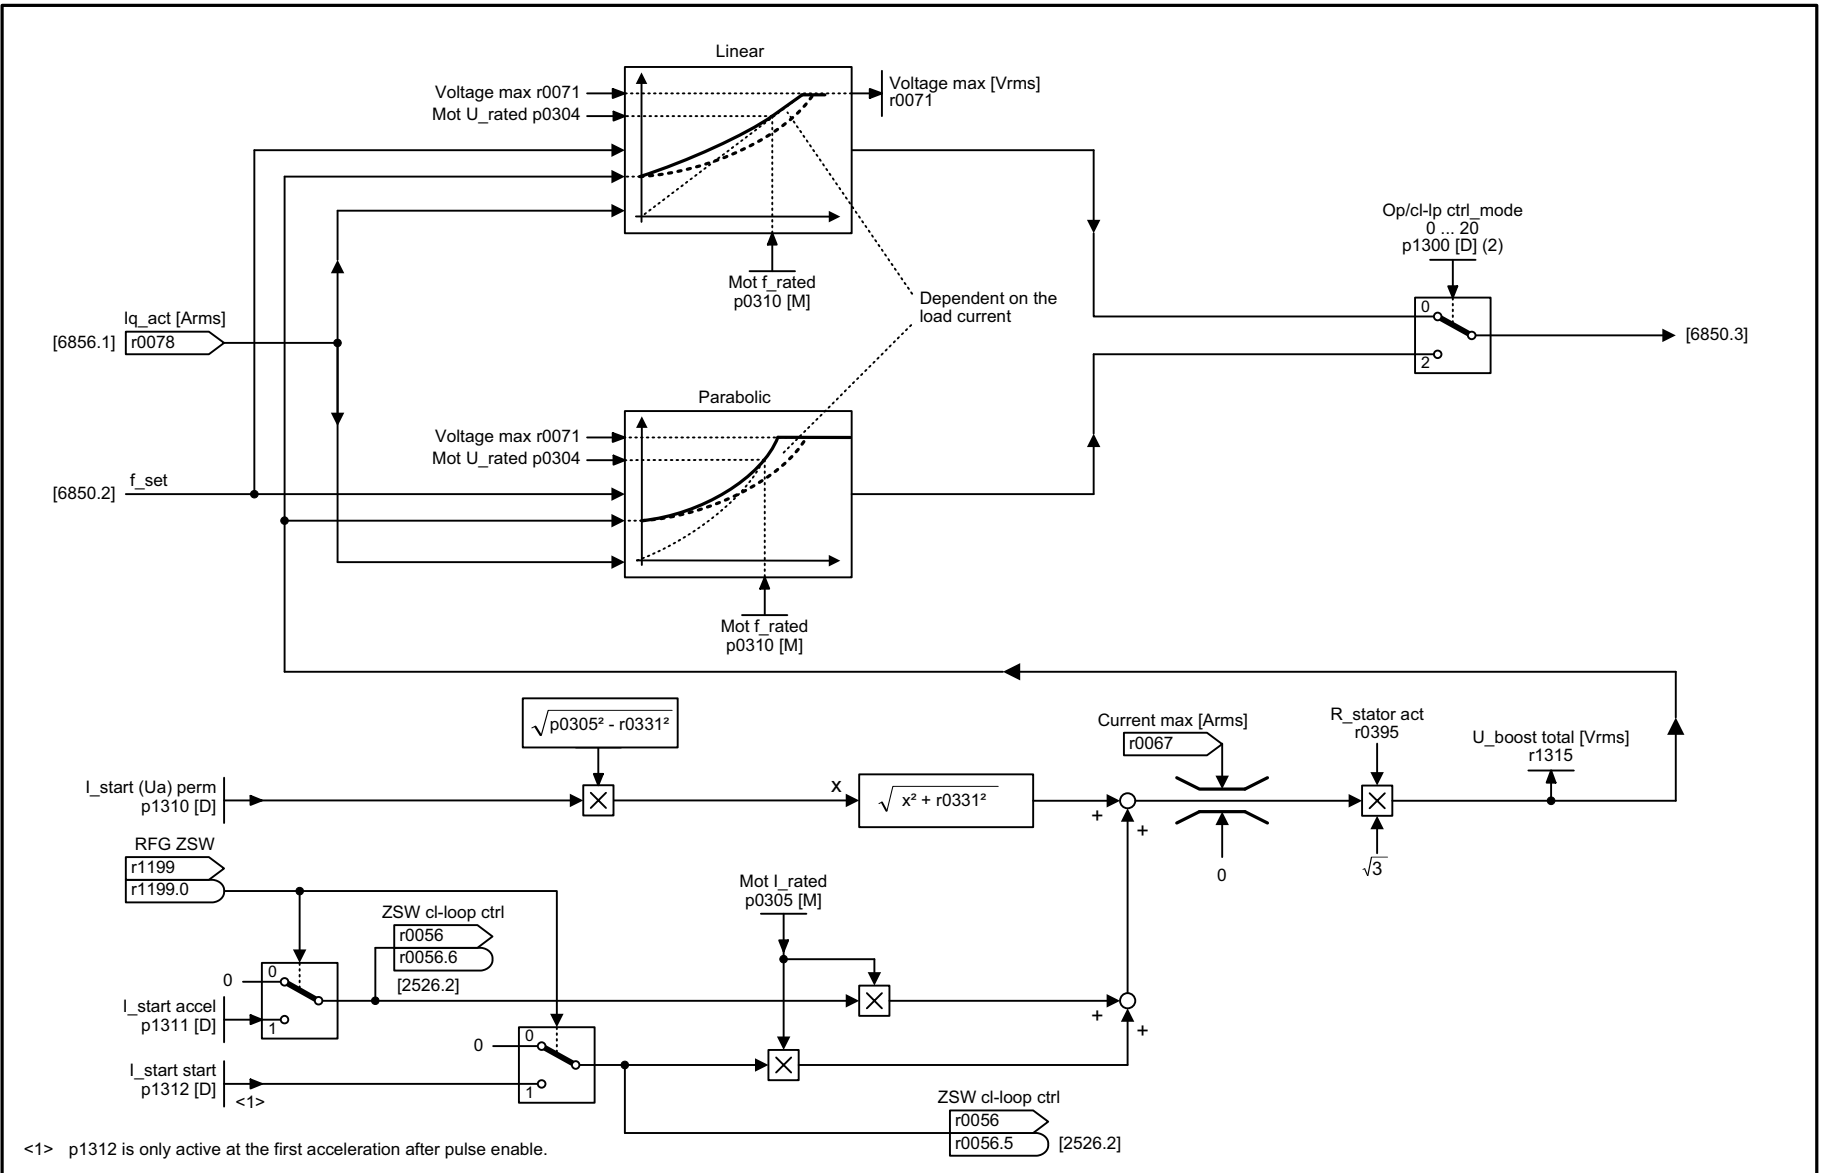 Linear
Voltage max r0071
Mot U_rated p0304
Voltage max [Vrms]
r0071
Mot f_rated
p0310 [M]
Op/cl-lp ctrl_mode
0 ... 20
p1300 [D] (2)
0
2
[6850.3]
Dependent on the
load current
Iq_act [Arms]
[6856.1]
r0078
Parabolic
Voltage max r0071
Mot U_rated p0304
[6850.2]
f_set
Mot f_rated
p0310 [M]
√p0305² - r0331²
I_start (Ua) perm
p1310 [D]
x
√x² + r0331²
+
+
Current max [Arms]
r0067
0
R_stator act
r0395
√3
U_boost total [Vrms]
r1315
RFG ZSW
r1199
r1199.0
ZSW cl-loop ctrl
r0056
r0056.6
[2526.2]
Mot I_rated
p0305 [M]
0
0
1
I_start accel
p1311 [D]
+
+
0
0
1
I_start start
p1312 [D]
<1>
ZSW cl-loop ctrl
r0056
r0056.5
[2526.2]
<1> p1312 is only active at the first acceleration after pulse enable.